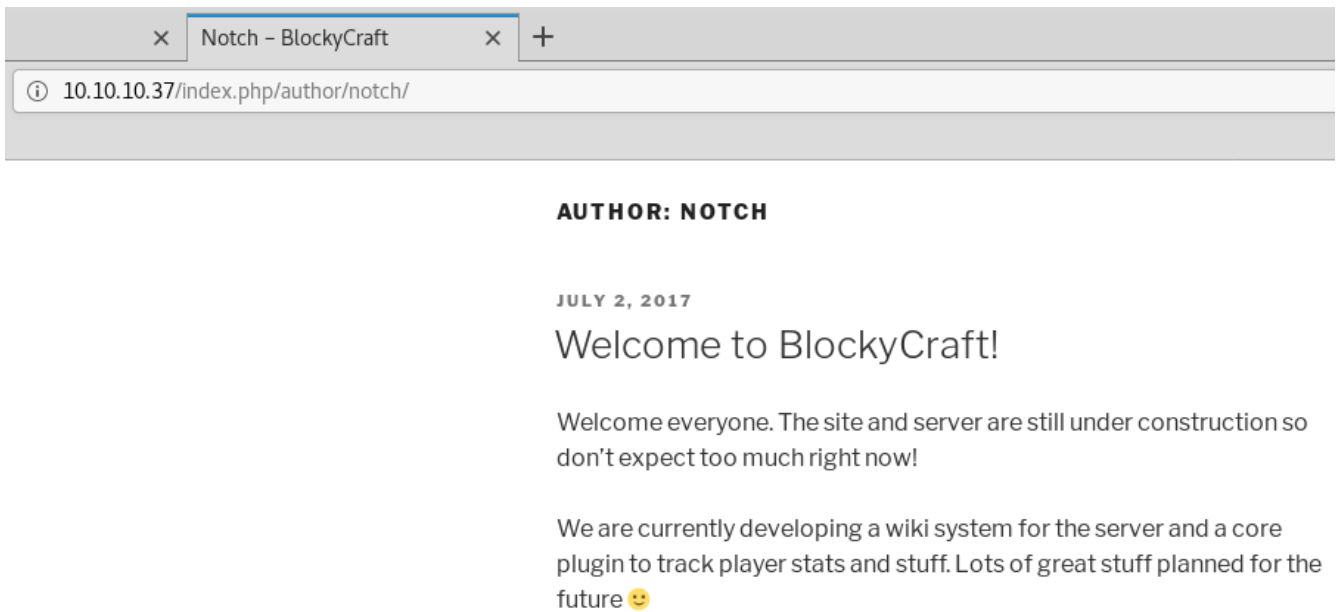 Notch – BlockyCraft
10.10.10.37/index.php/author/notch/
AUTHOR: NOTCH
JULY 2, 2017
Welcome to BlockyCraft!
Welcome everyone. The site and server are still under construction so
don't expect too much right now!
We are currently developing a wiki system for the server and a core
plugin to track player stats and stuff. Lots of great stuff planned for the
future 🙂